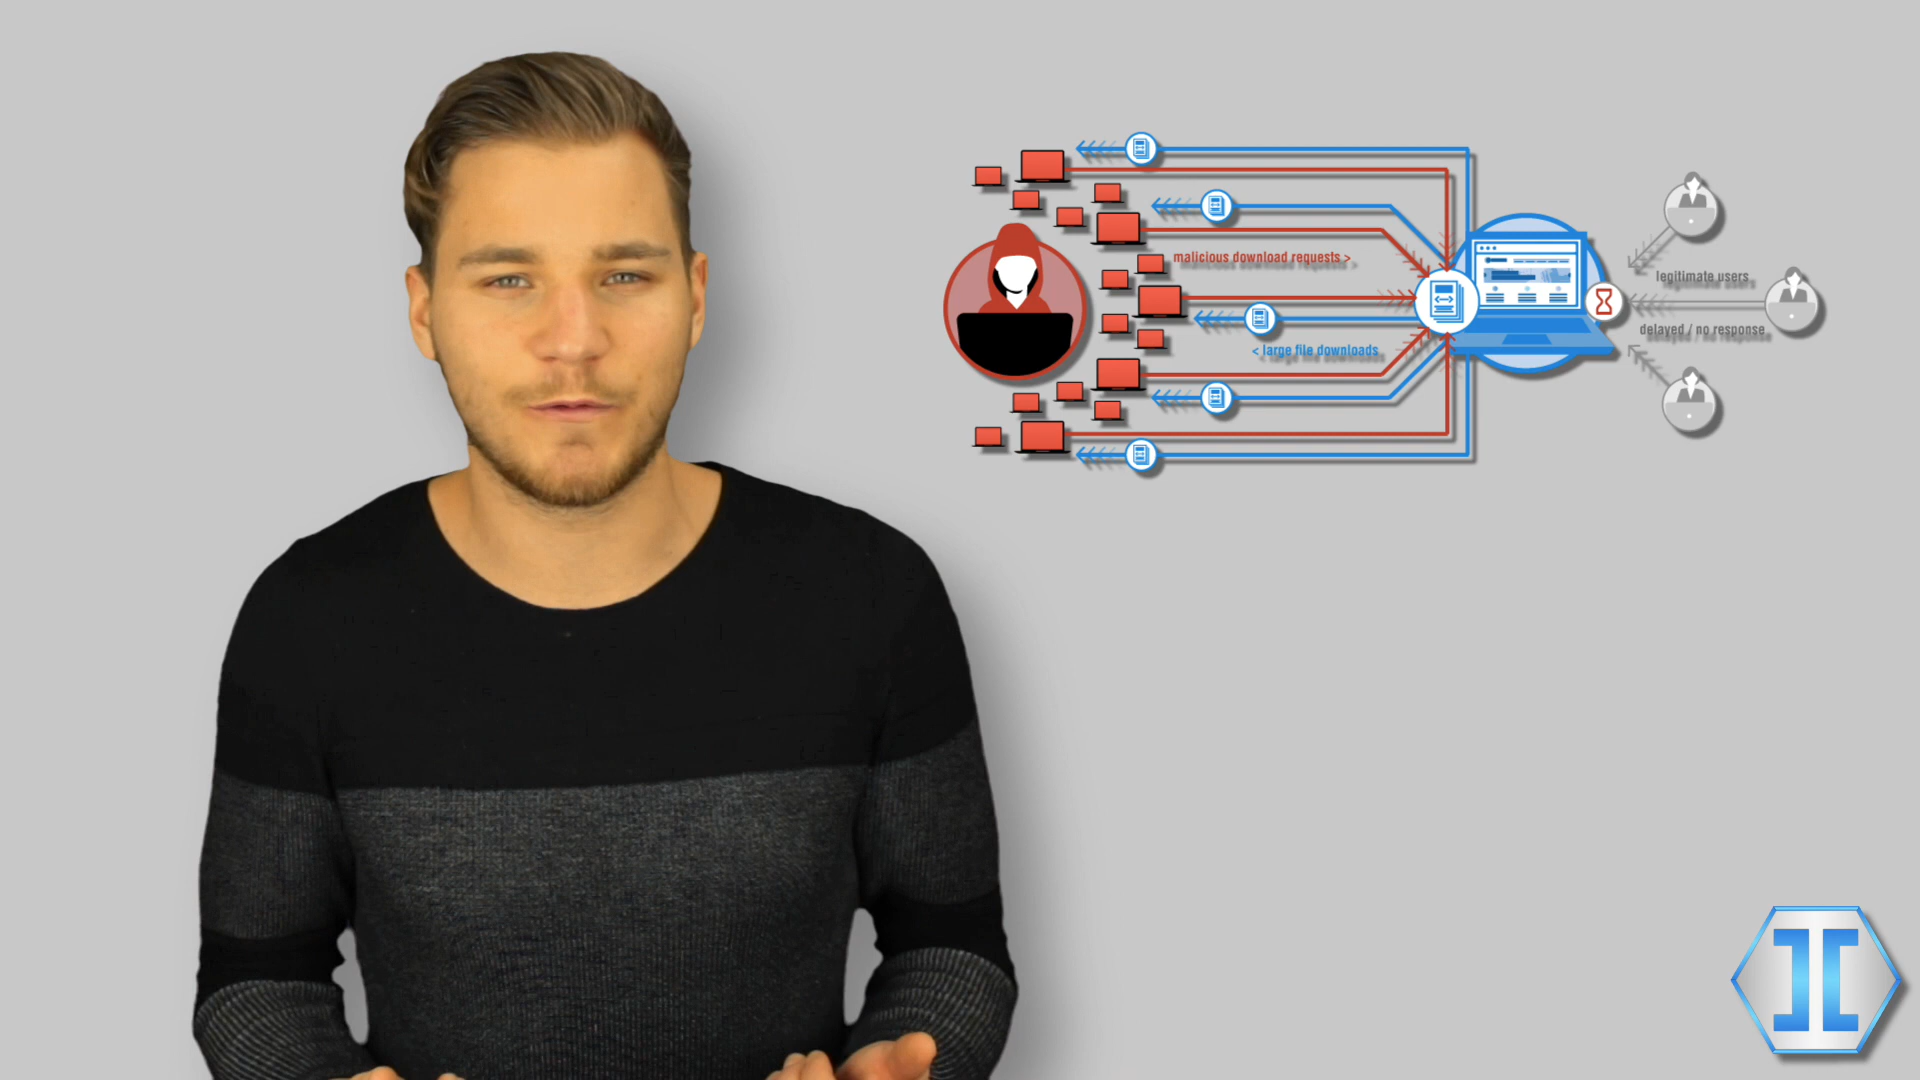 malicious download requests >
legitimate users
delayed / no response
< large file downloads